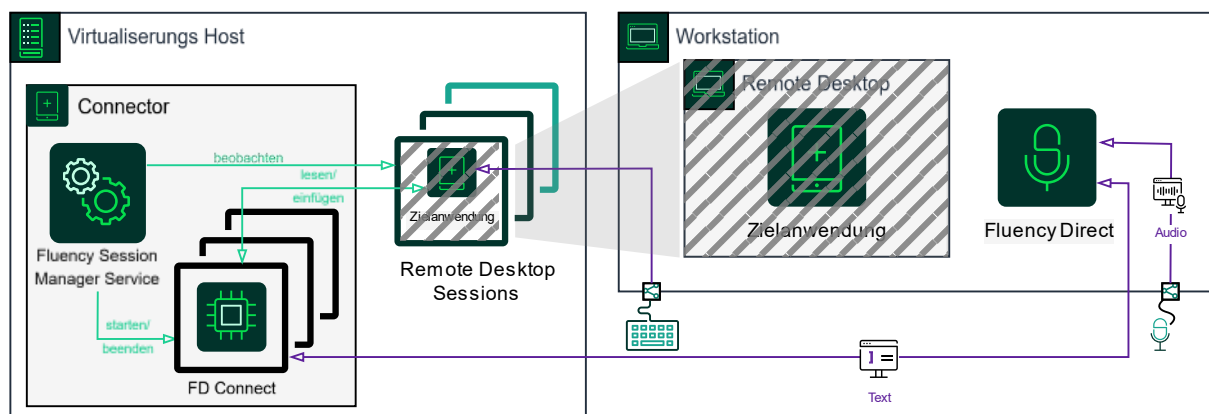 Virtualiserungs Host
Connector
beobachten
lesen/
einfügen
Fluency Session
Manager Service
starten/
beenden
FD Connect
Zielanwendung
Remote Desktop
Sessions
Workstation
Remote Desktop
Zielanwendung
Fluency Direct
Audio
Text